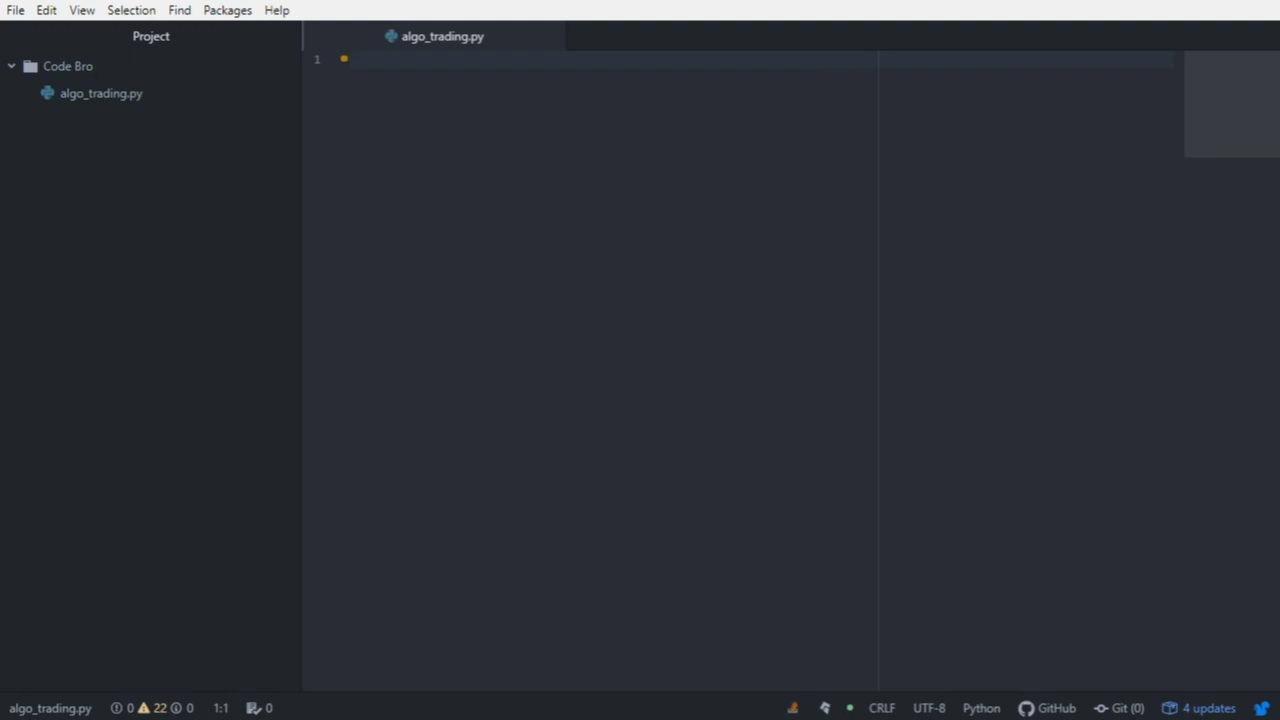 File Edit View Selection Find Packages Help
Project
algo_trading.py
Code Bro
algo_trading.py
1
algo_trading.py 0 22 0 1:1 0 CRLF UTF-8 Python GitHub Git (0) 4 updates